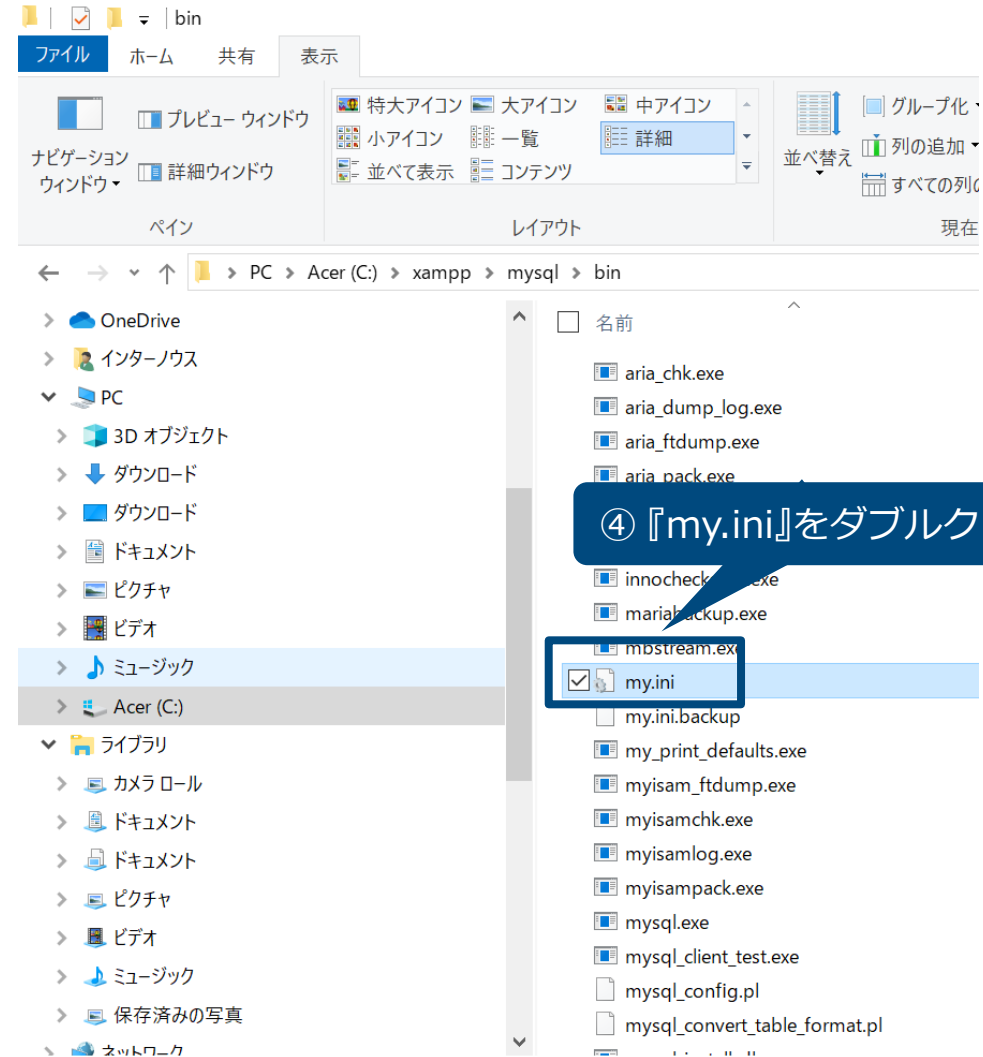 bin
ファイル ホーム 共有 表示
特大アイコン 大アイコン 中アイコン グループ化
プレビュー ウィンドウ
小アイコン 一覧 詳細 列の追加
ナビゲーション ウィンドウ 詳細ウィンドウ 並べて表示 コンテンツ 並べ替え すべての列の
ペイン レイアウト 現在
PC > Acer (C:) > xampp > mysql > bin
OneDrive
インターノウス
PC
3D オブジェクト
ダウンロード
ダウンロード
ドキュメント
ピクチャ
ビデオ
ミュージック
Acer (C:)
ライブラリ
カメラ ロール
ドキュメント
ドキュメント
ピクチャ
ビデオ
ミュージック
保存済みの写真
ネットワーク
名前
aria_chk.exe
aria_dump_log.exe
aria_ftdump.exe
aria_pack.exe
④『my.ini』をダブルク
mbstream.exe
my.ini
my.ini.backup
my_print_defaults.exe
myisam_ftdump.exe
myisamchk.exe
myisamlog.exe
myisampack.exe
mysql.exe
mysql_client_test.exe
mysql_config.pl
mysql_convert_table_format.pl